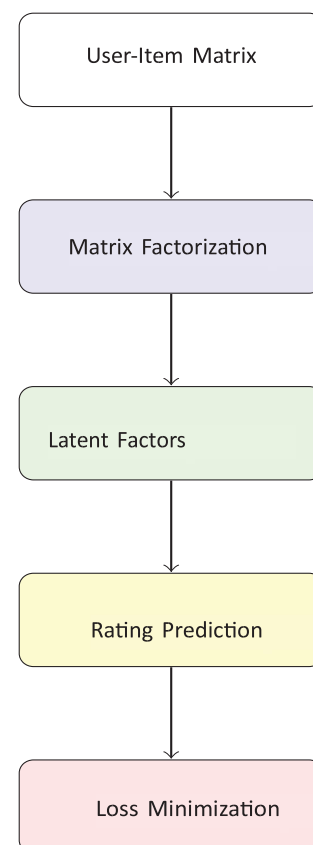 User-Item Matrix
Matrix Factorization
Latent Factors
Rating Prediction
Loss Minimization